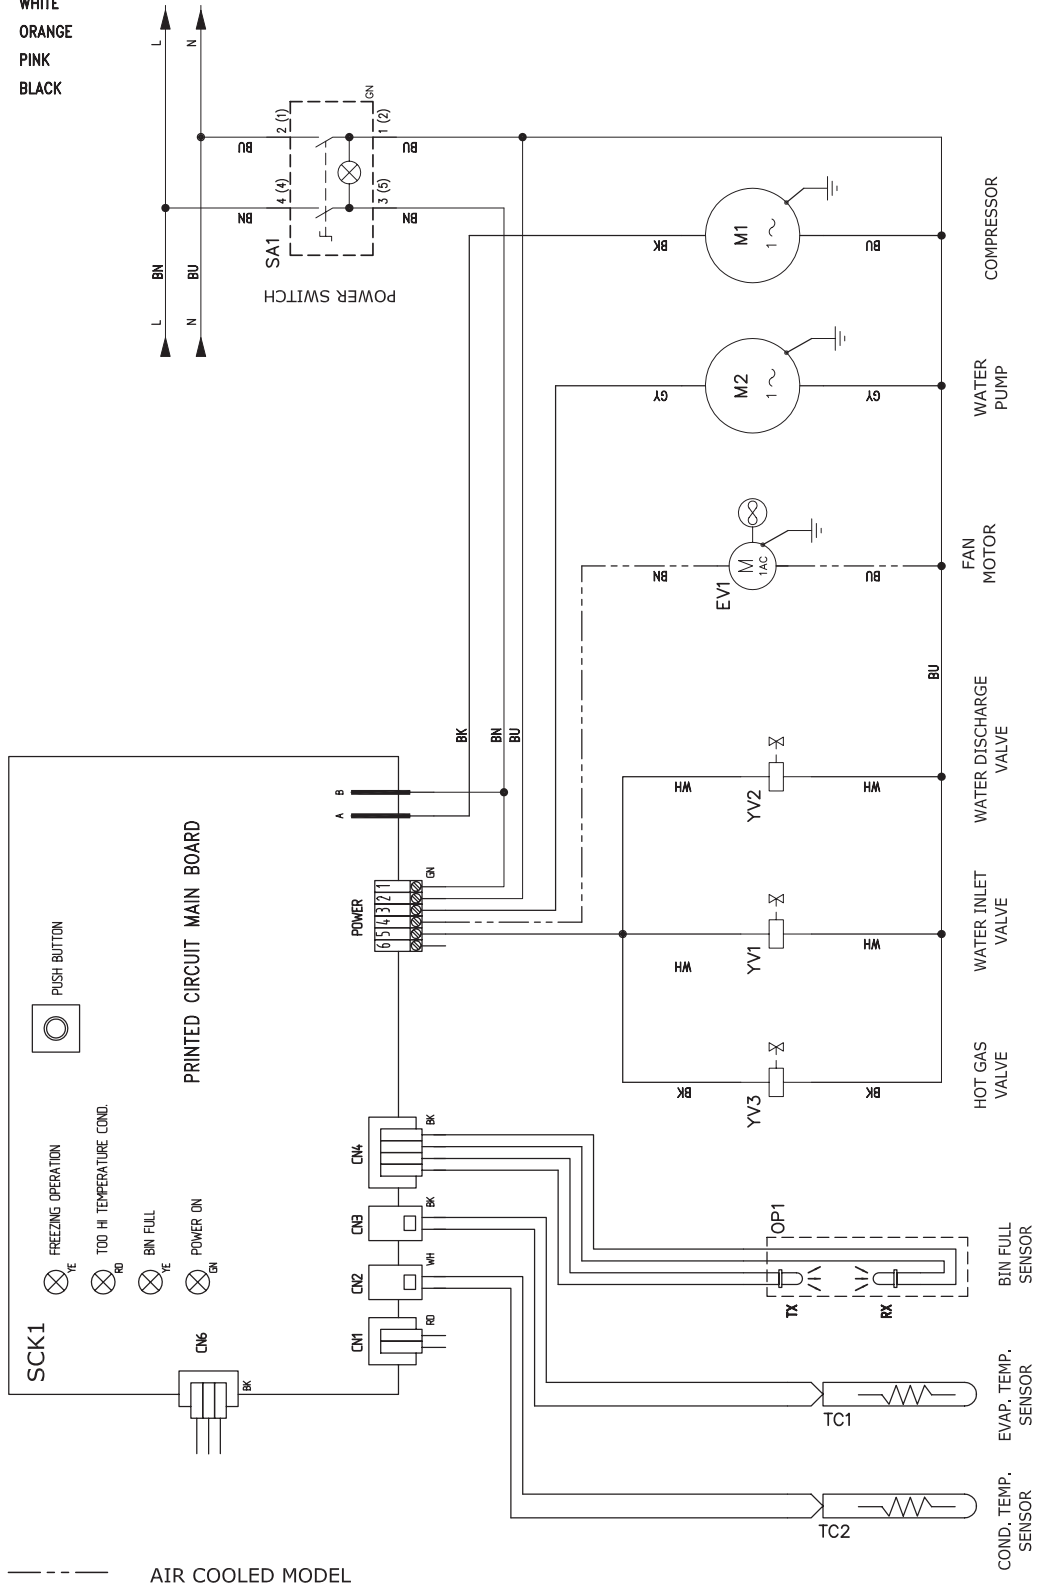 WHITE
ORANGE
PINK
BLACK
L
N
L
N
BN
BU
BU
BN
2 (1)
4 (4)
1 (2)
3 (5)
GN
BU
BN
SA1
POWER SWITCH
BK
M1
1
BU
COMPRESSOR
GY
M2
1
GY
WATER
PUMP
BN
EV1
M
1AC
BU
FAN
MOTOR
BU
BK
BN
BU
WH
YV2
WH
WATER DISCHARGE
VALVE
WH
YV1
WH
WATER INLET
VALVE
BK
YV3
BK
HOT GAS
VALVE
PRINTED CIRCUIT MAIN BOARD
PUSH BUTTON
B
A
POWER
1
2
3
4
5
6
GN
FREEZING OPERATION
YE
TOO HI TEMPERATURE COND.
RD
BIN FULL
YE
POWER ON
GN
SCK1
CN6
BK
CN4
BK
CN3
BK
CN2
WH
CN1
RD
OP1
TX
RX
BIN FULL
SENSOR
TC1
EVAP. TEMP.
SENSOR
TC2
COND. TEMP.
SENSOR
AIR COOLED MODEL